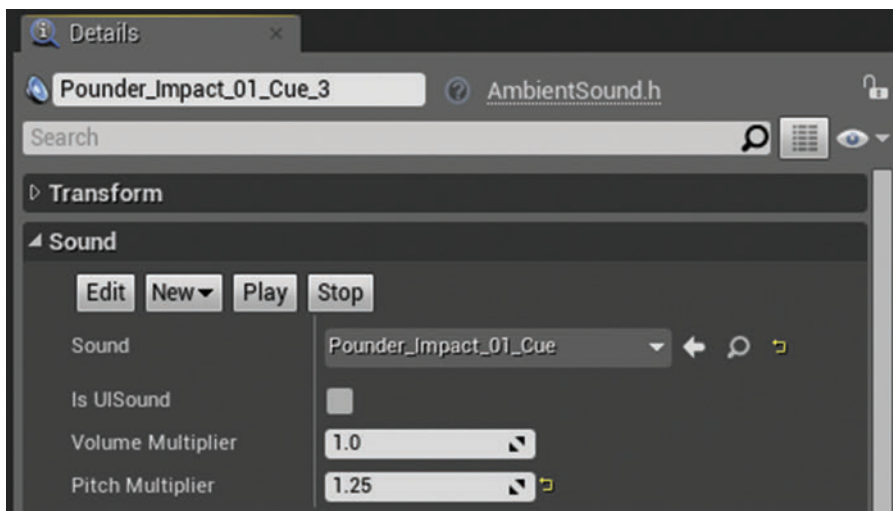 Details
Pounder_Impact_01_Cue_3 AmbientSound.h
Search
Transform
Sound
Edit New Play Stop
Sound Pounder_Impact_01_Cue
Is UISound
Volume Multiplier 1.0
Pitch Multiplier 1.25